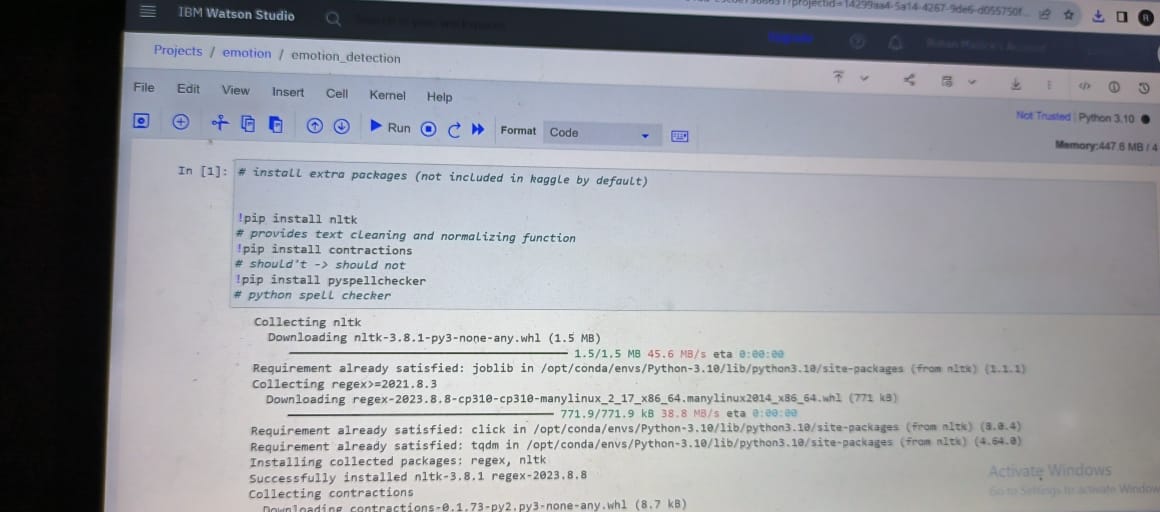 projectid=14299aa4-5a14-4267-9de6-d055750f...
IBM Watson Studio
Upgrade
Projects / emotion / emotion_detection
File Edit View Insert Cell Kernel Help
Not Trusted | Python 3.10
Run Format Code
Memory:447.6 MB / 4
In [1]: # install extra packages (not included in kaggle by default)
!pip install nltk
# provides text cleaning and normalizing function
!pip install contractions
# should't -> should not
!pip install pyspellchecker
# python spell checker
Collecting nltk
Downloading nltk-3.8.1-py3-none-any.whl (1.5 MB)
1.5/1.5 MB 45.6 MB/s eta 0:00:00
Requirement already satisfied: joblib in /opt/conda/envs/Python-3.10/lib/python3.10/site-packages (from nltk) (1.1.1)
Collecting regex>=2021.8.3
Downloading regex-2023.8.8-cp310-cp310-manylinux_2_17_x86_64.manylinux2014_x86_64.whl (771 kB)
771.9/771.9 kB 38.8 MB/s eta 0:00:00
Requirement already satisfied: click in /opt/conda/envs/Python-3.10/lib/python3.10/site-packages (from nltk) (8.0.4)
Requirement already satisfied: tqdm in /opt/conda/envs/Python-3.10/lib/python3.10/site-packages (from nltk) (4.64.0)
Installing collected packages: regex, nltk
Successfully installed nltk-3.8.1 regex-2023.8.8
Collecting contractions
Downloading contractions-0.1.73-py2.py3-none-any.whl (8.7 kB)
Activate Windows
Go to Settings to activate Window